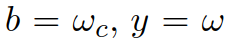 b = ω_c, y = ω